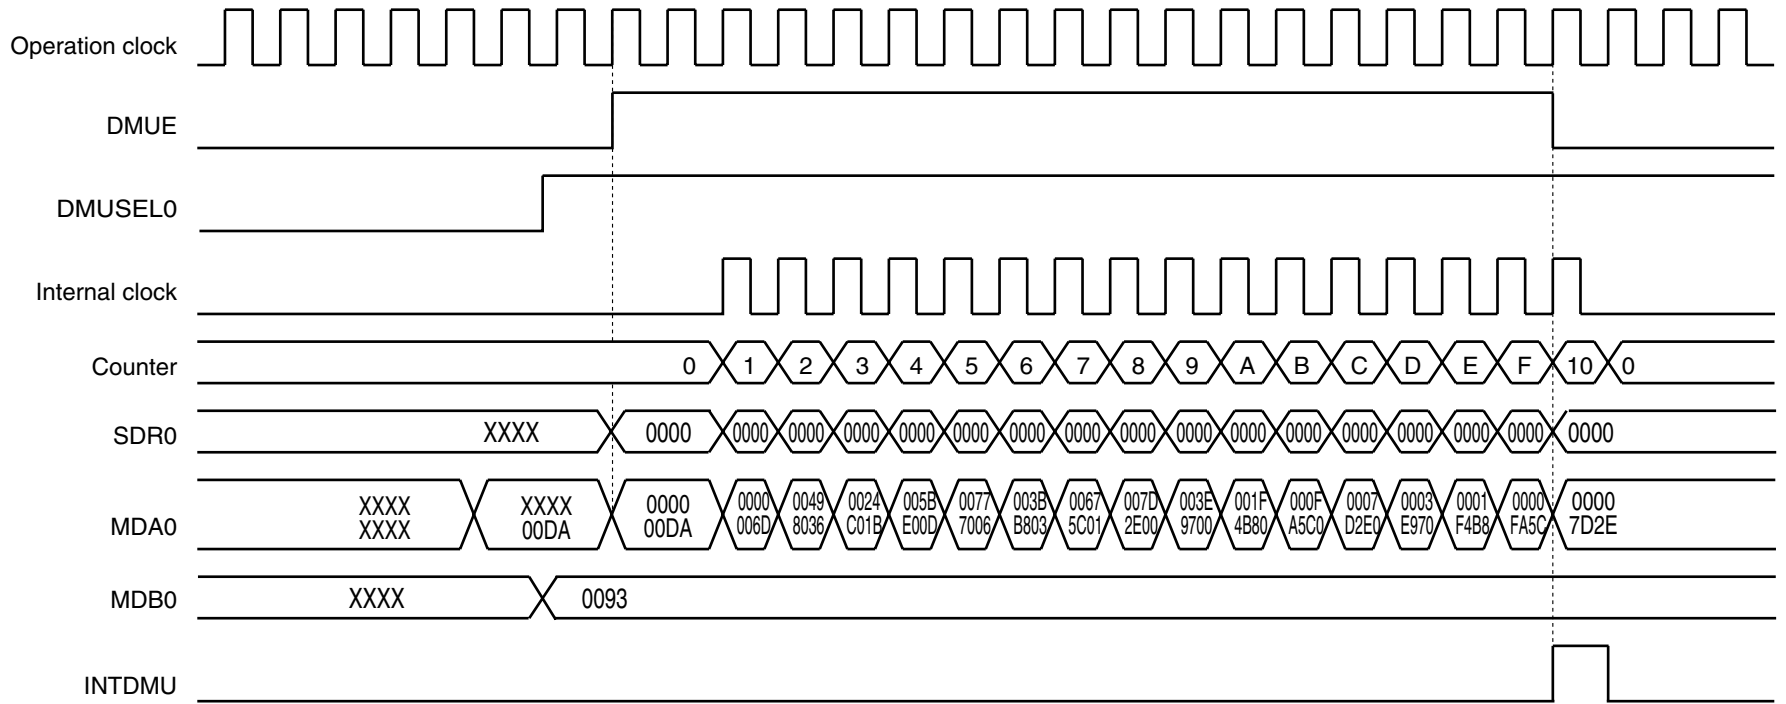 Operation clock
DMUE
DMUSEL0
Internal clock
Counter
0 1 2 3 4 5 6 7 8 9 A B C D E F 10 0
SDR0
XXXX 0000 0000 0000 0000 0000 0000 0000 0000 0000 0000 0000 0000 0000 0000 0000 0000 0000
MDA0
XXXX XXXX 0000 0000 0049 0024 005B 0077 003B 0067 007D 003E 001F 000F 0007 0003 0001 0000 0000
XXXX 00DA 00DA 006D 8036 C01B E00D 7006 B803 5C01 2E00 9700 4B80 A5C0 D2E0 E970 F4B8 FA5C 7D2E
MDB0
XXXX 0093
INTDMU